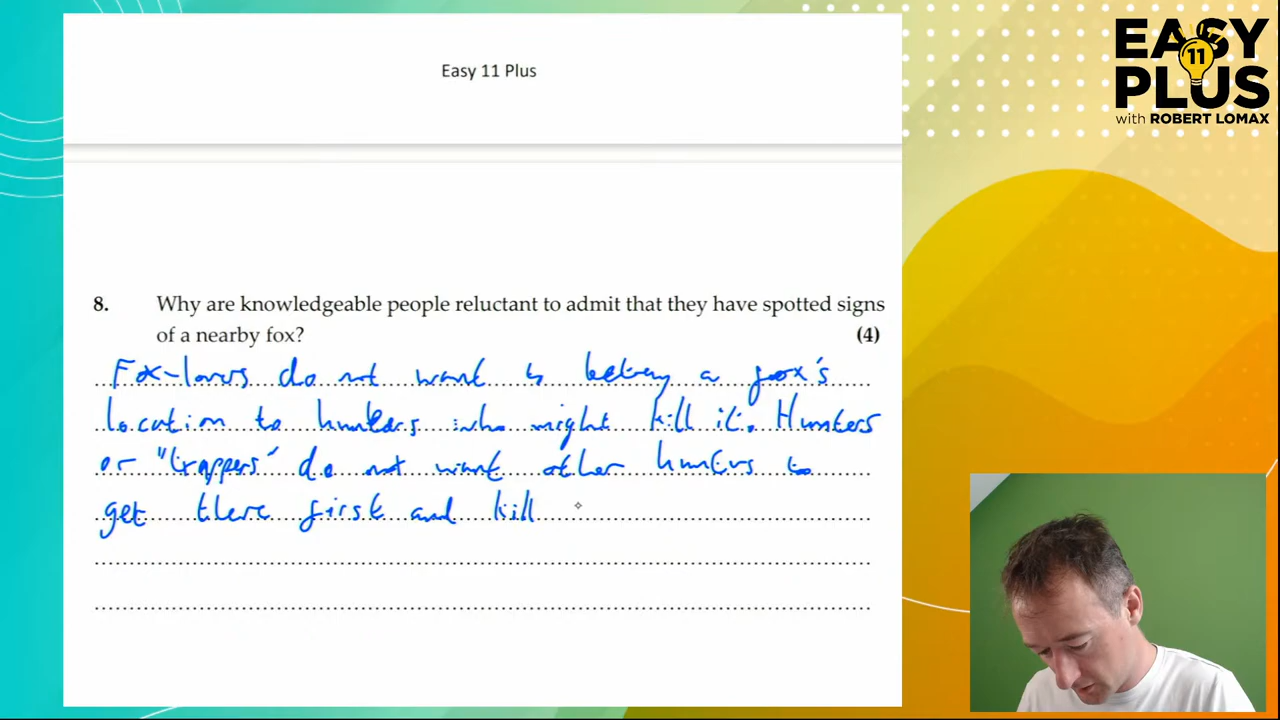 Easy 11 Plus
EASY
11
PLUS
with ROBERT LOMAX
8. Why are knowledgeable people reluctant to admit that they have spotted signs
of a nearby fox? (4)
Fox-lovers do not want to betray a fox's
location to hunters who might kill it. Hunters
or "trappers" do not want other hunters to
get there first and kill